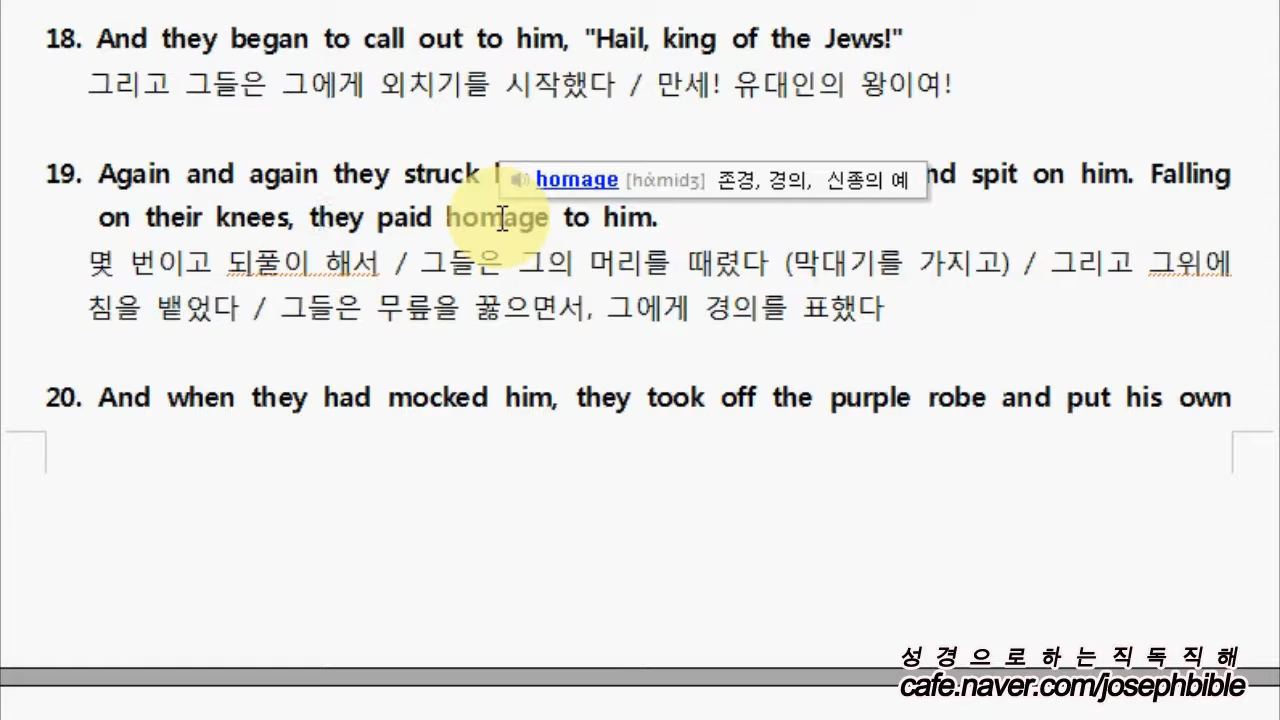 18. And they began to call out to him, "Hail, king of the Jews!"
그리고 그들은 그에게 외치기를 시작했다 / 만세! 유대인의 왕이여!
19. Again and again they struck nd spit on him. Falling
homage [hάmidʒ] 존경, 경의, 신종의 예
on their knees, they paid homage to him.
몇 번이고 되풀이 해서 / 그들은 그의 머리를 때렸다 (막대기를 가지고) / 그리고 그위에
침을 뱉었다 / 그들은 무릎을 꿇으면서, 그에게 경의를 표했다
20. And when they had mocked him, they took off the purple robe and put his own
성경으로하는직독직해
cafe.naver.com/josephbible